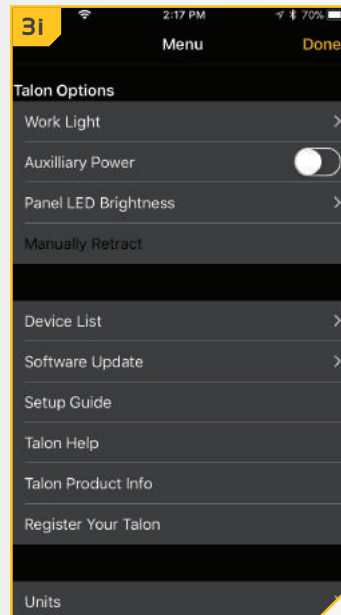 3i
2:17 PM
70%
Menu
Done
Talon Options
Work Light
Auxilliary Power
Panel LED Brightness
Manually Retract
Device List
Software Update
Setup Guide
Talon Help
Talon Product Info
Register Your Talon
Units